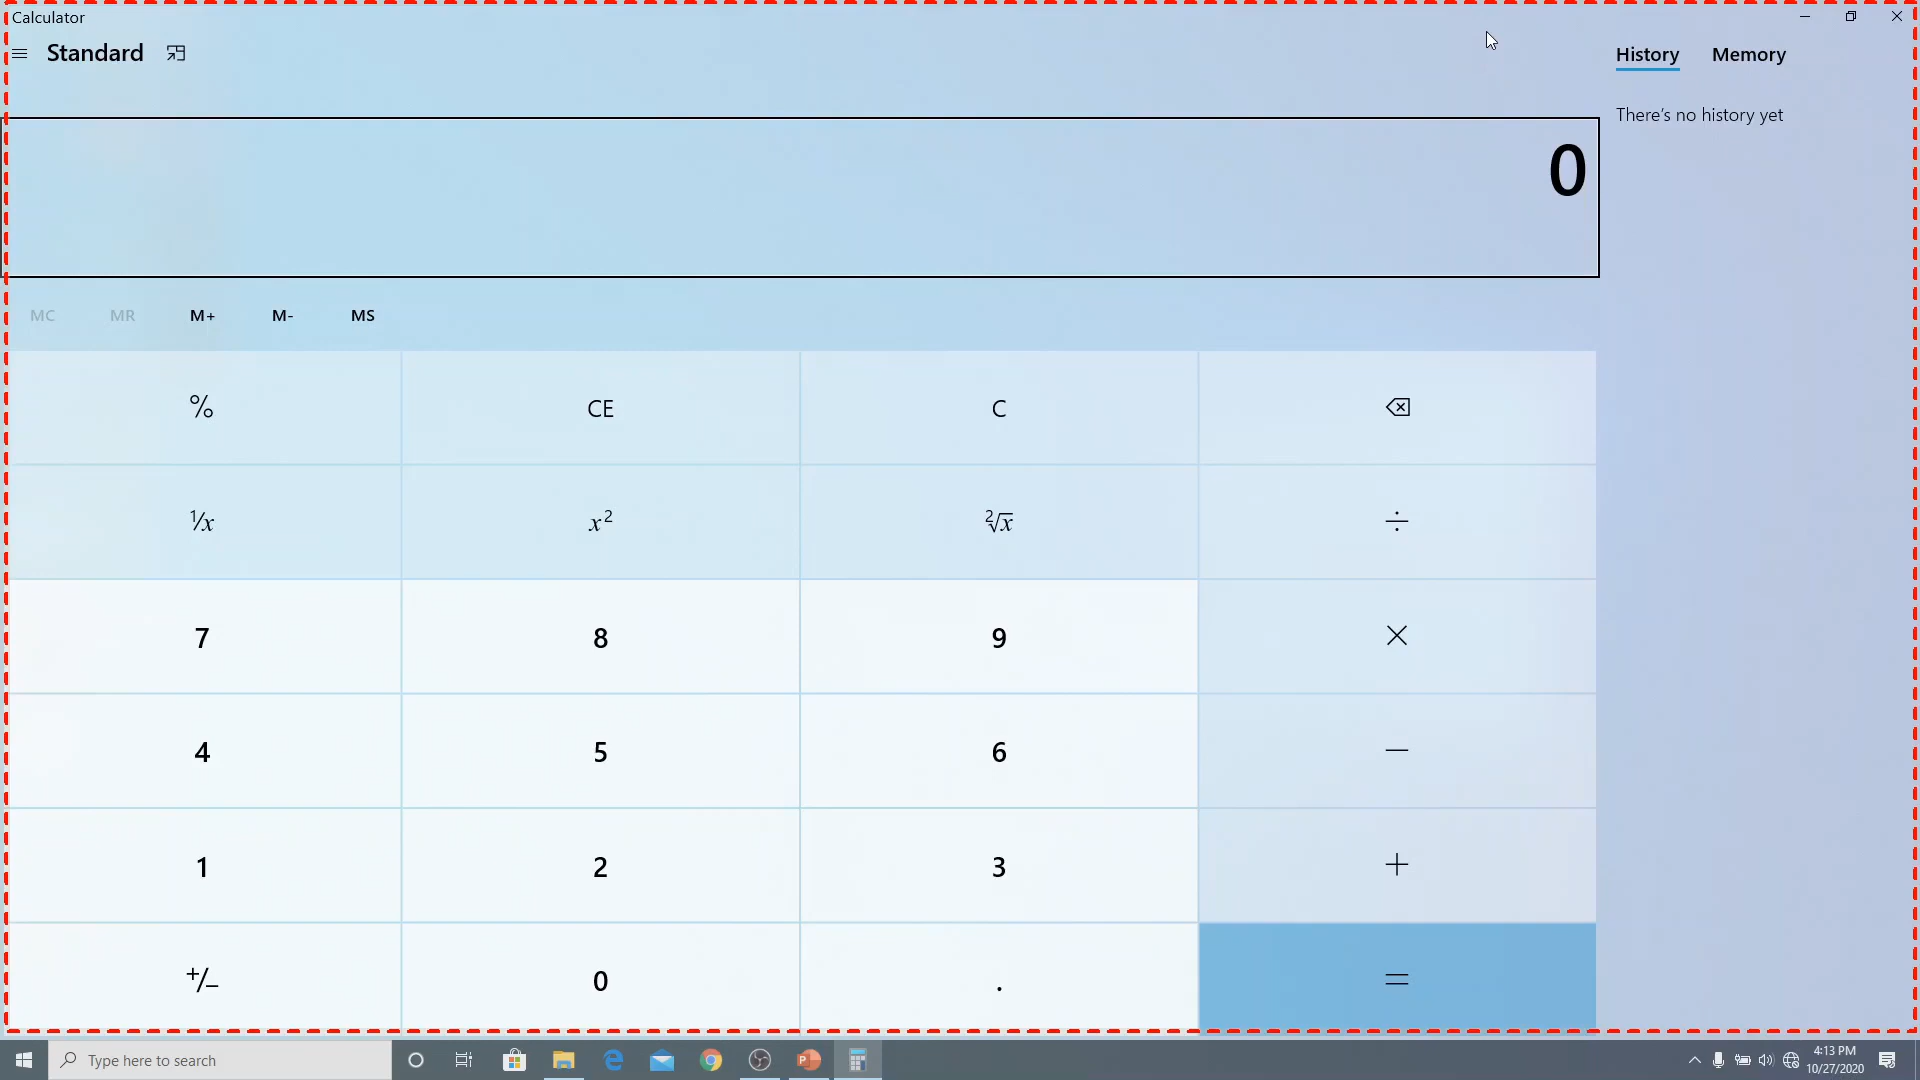 Calculator
Standard
History Memory
There's no history yet
0
MC MR M+ M- MS
% CE C
1/x x² ²√x ÷
7 8 9 ×
4 5 6 −
1 2 3 +
+/− 0 . =
Type here to search
4:13 PM
10/27/2020